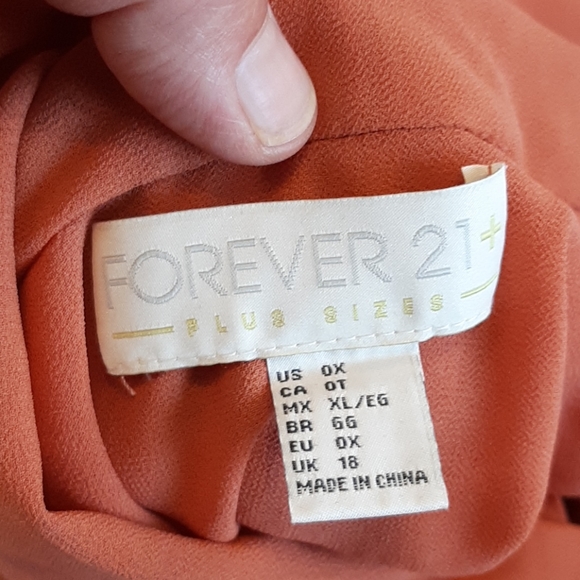 FOREVER 21+
PLUS SIZES
US 0X
CA 0T
MX XL/EG
BR GG
EU 0X
UK 18
MADE IN CHINA